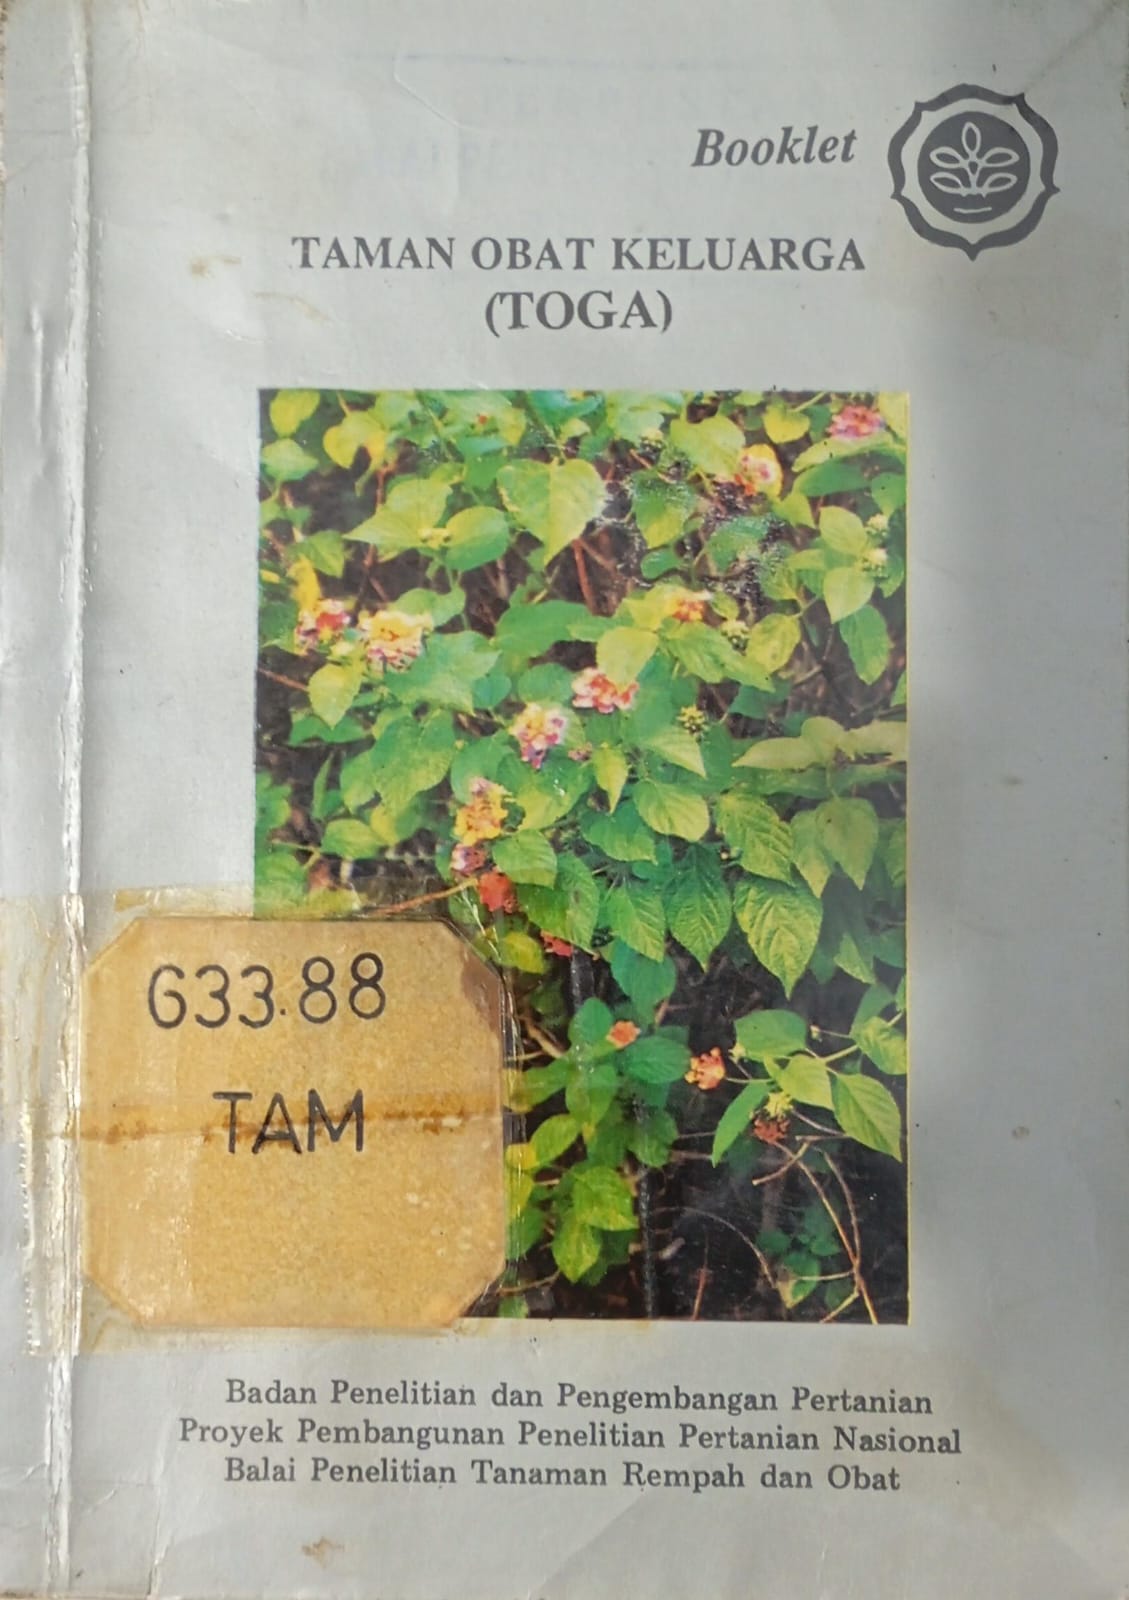 Booklet
TAMAN OBAT KELUARGA
(TOGA)
633.88
TAM
Badan Penelitian dan Pengembangan Pertanian
Proyek Pembangunan Penelitian Pertanian Nasional
Balai Penelitian Tanaman Rempah dan Obat